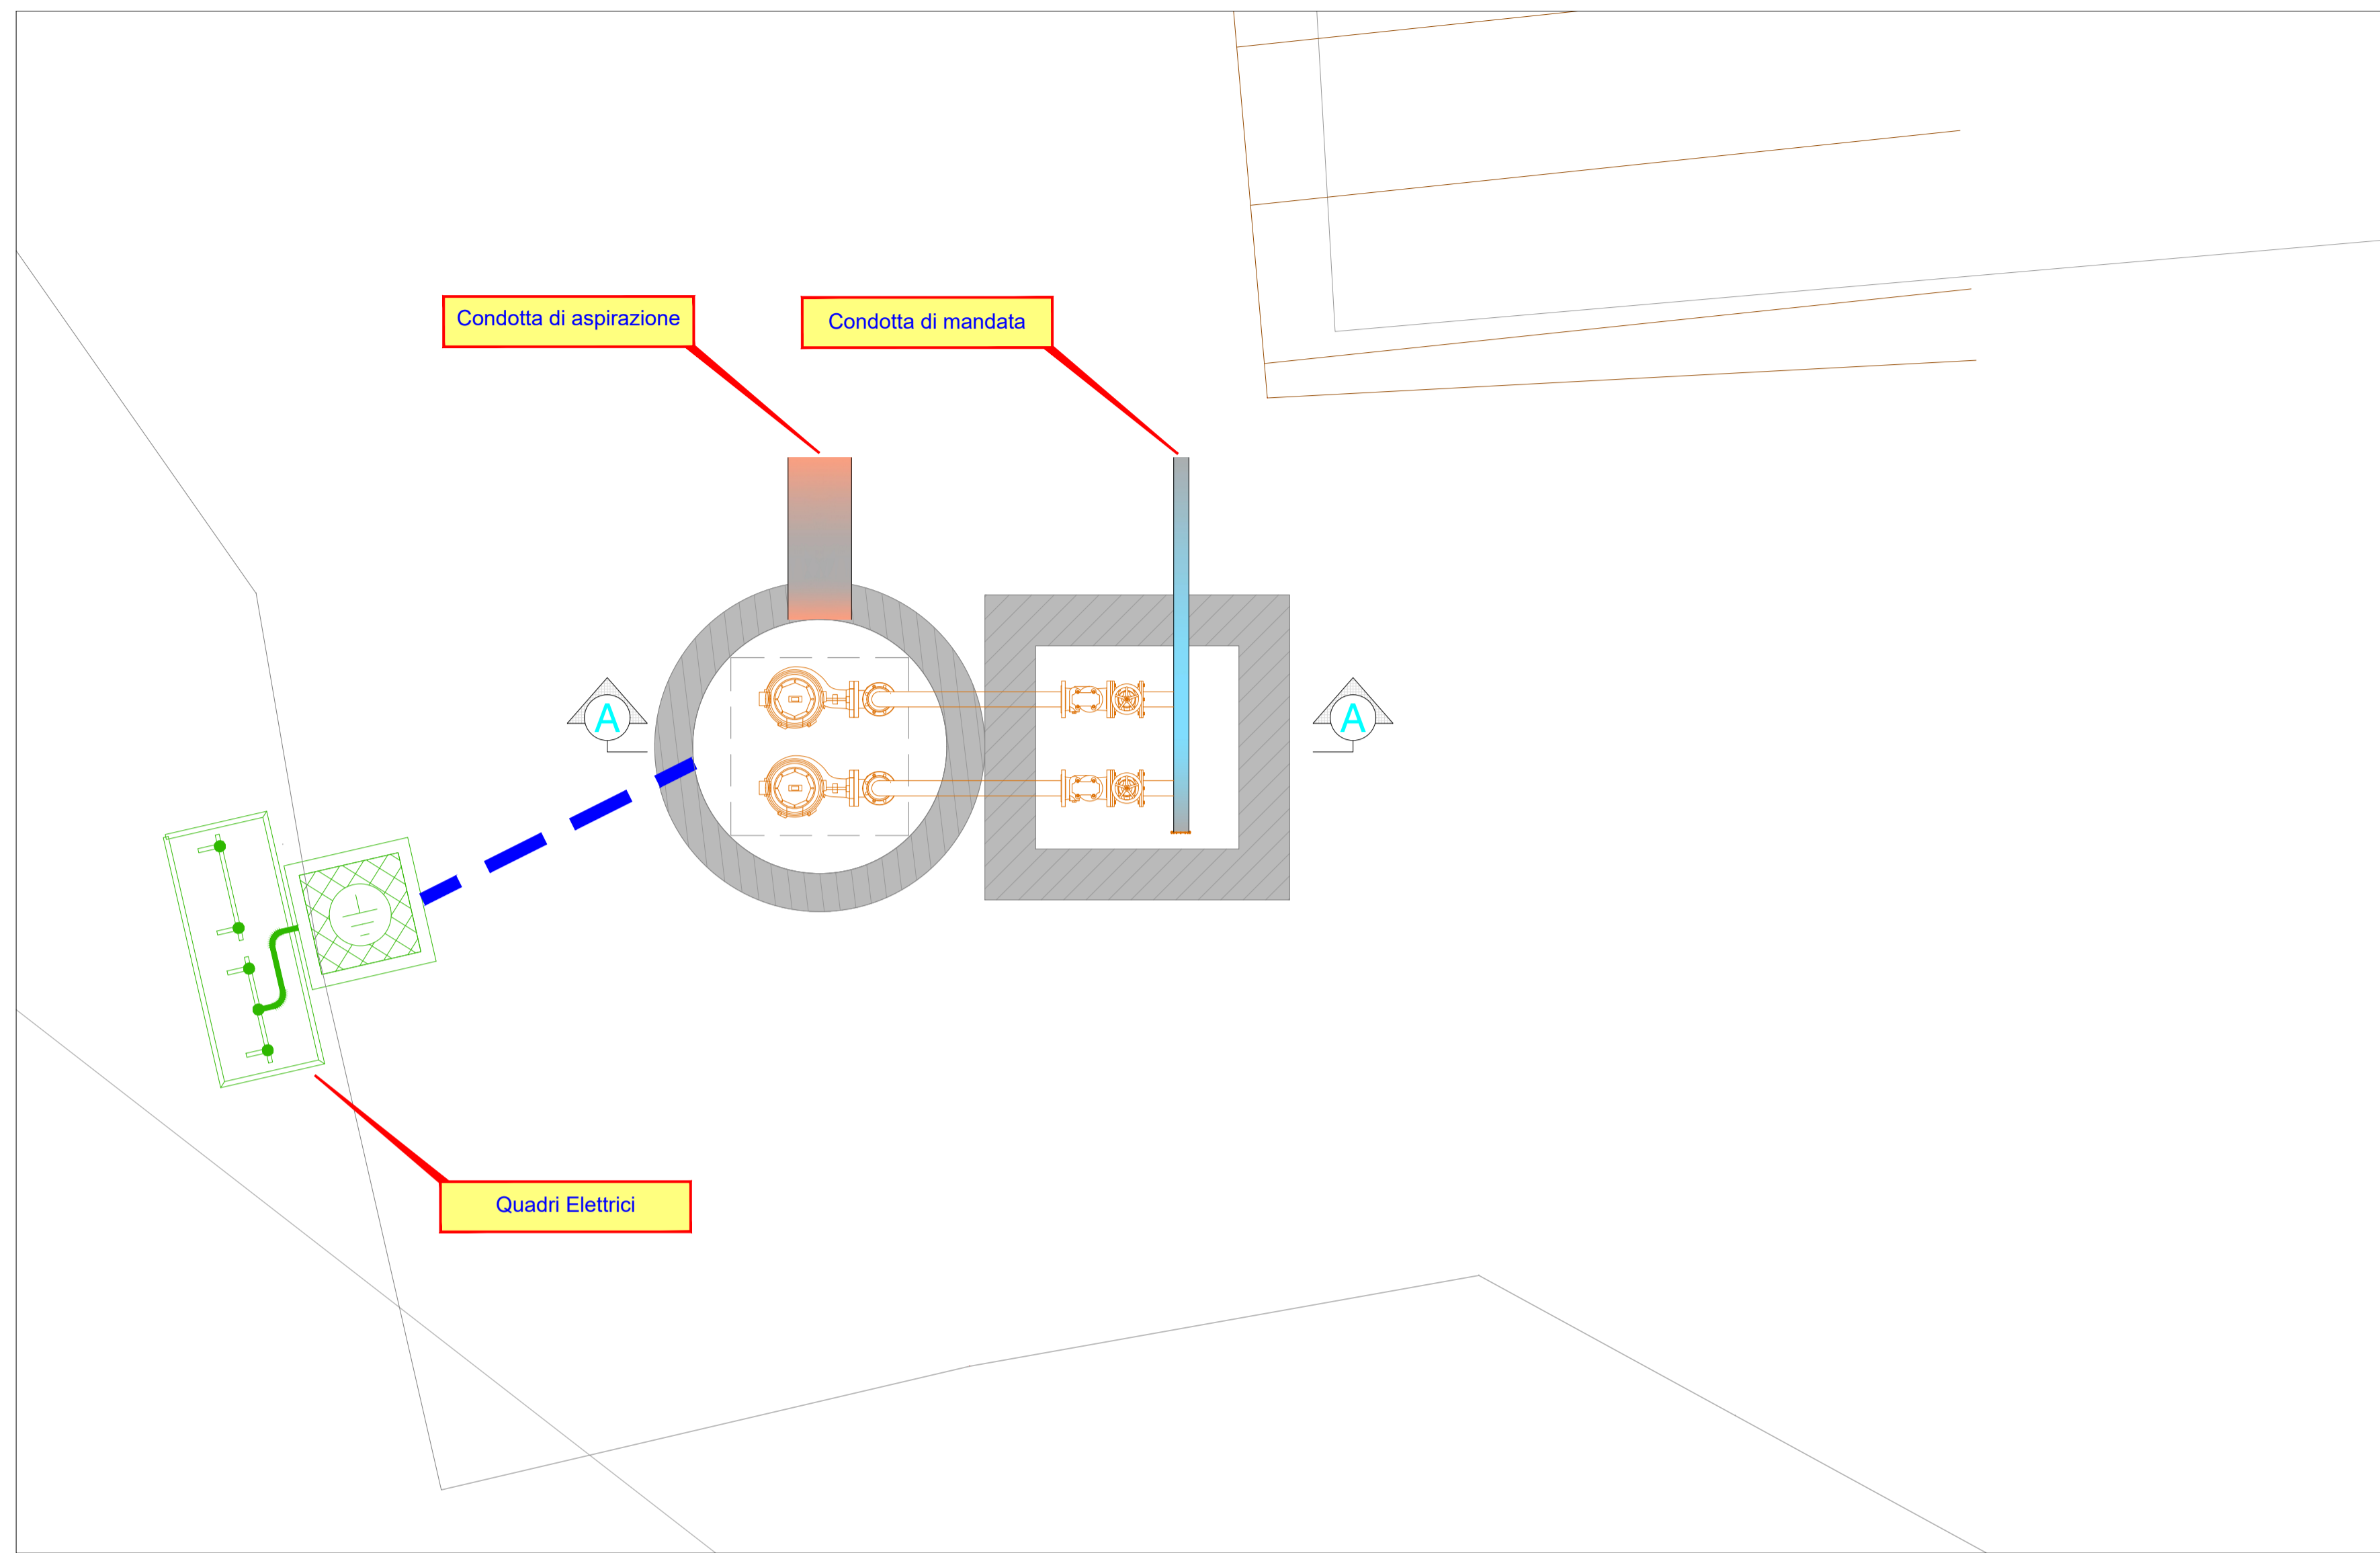 Condotta di aspirazione
Condotta di mandata
A
A
Quadri Elettrici